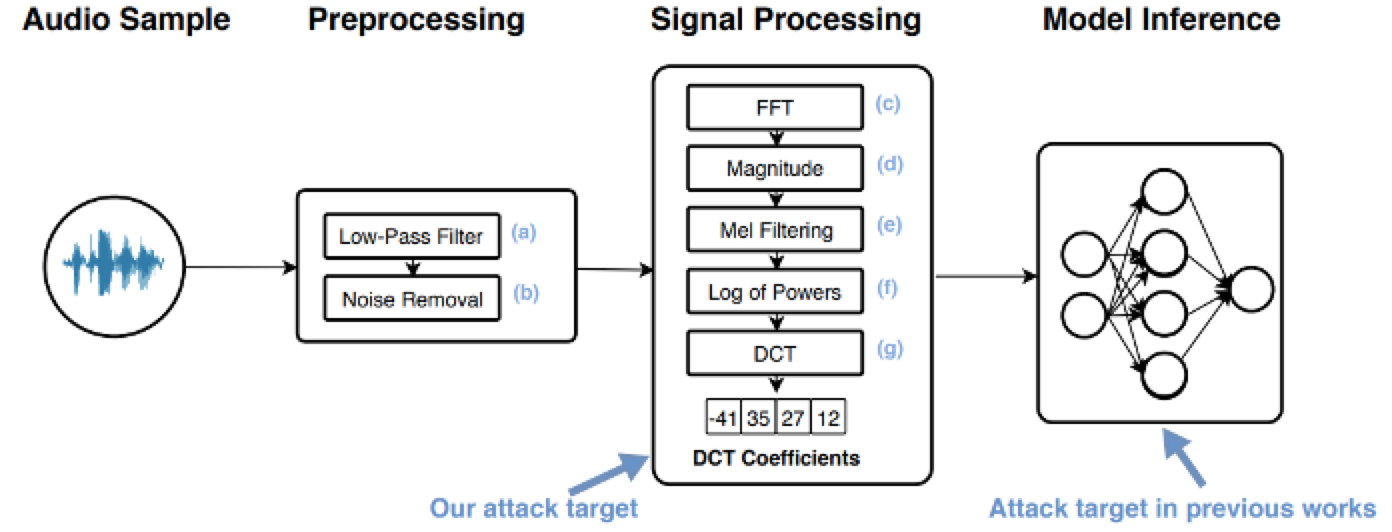 Audio Sample
Preprocessing
Signal Processing
Model Inference
Low-Pass Filter (a)
Noise Removal (b)
FFT (c)
Magnitude (d)
Mel Filtering (e)
Log of Powers (f)
DCT (g)
-41 35 27 12
DCT Coefficients
Our attack target
Attack target in previous works